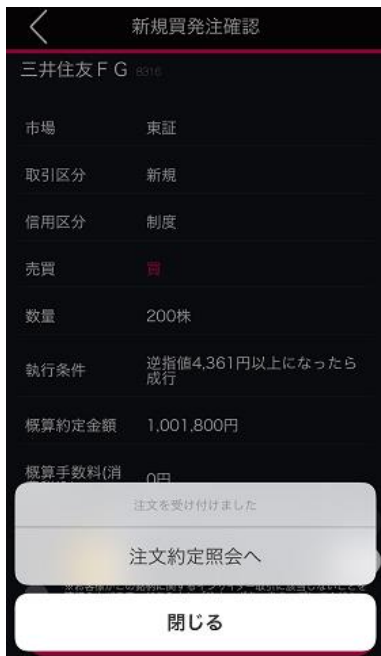 新規買発注確認
三井住友ＦＧ 8316
市場 東証
取引区分 新規
信用区分 制度
売買 買
数量 200株
執行条件 逆指値4,361円以上になったら
成行
概算約定金額 1,001,800円
概算手数料(消 0円
注文を受け付けました
注文約定照会へ
閉じる